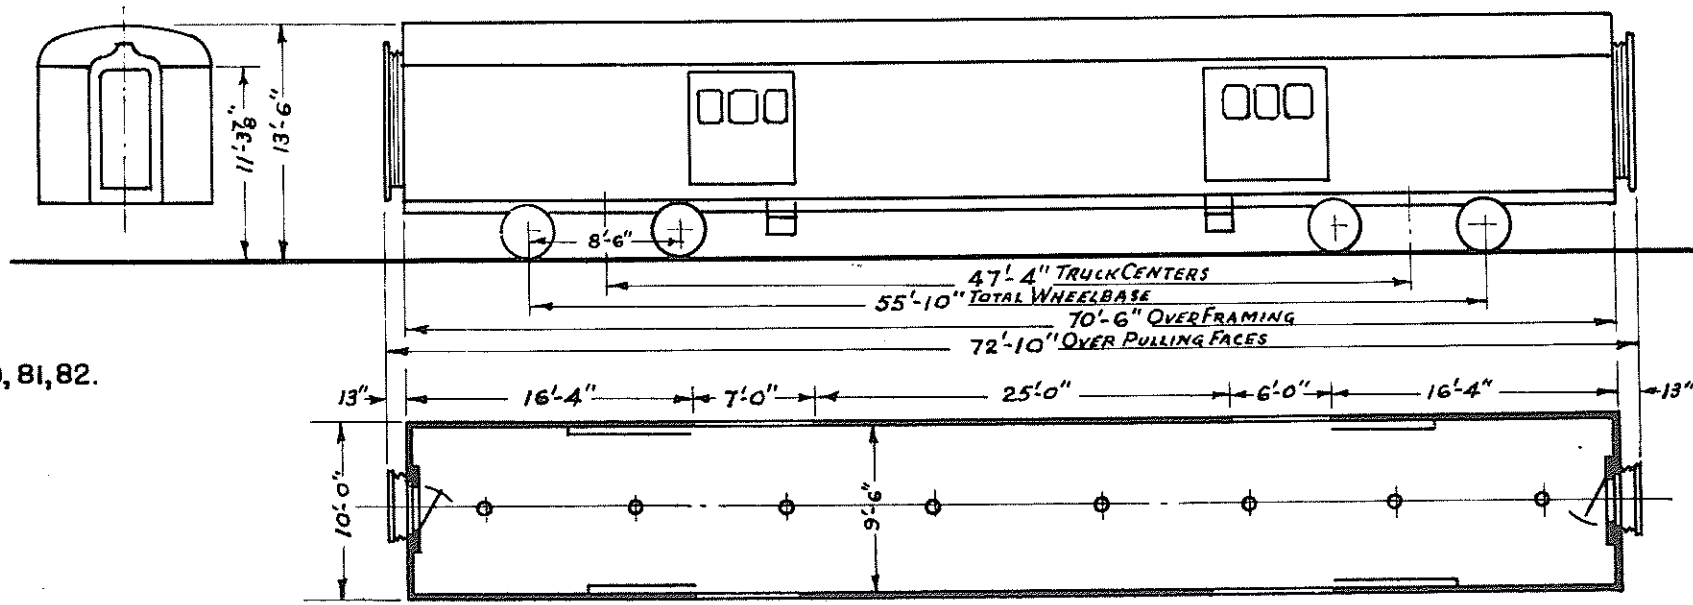 11'-3 7/8"
13'-6"
8'-6"
47'-4" TRUCK CENTERS
55'-10" TOTAL WHEELBASE
70'-6" OVER FRAMING
72'-10" OVER PULLING FACES
, 81, 82.
13" 16'-4" 7'-0" 25'-0" 6'-0" 16'-4" 13"
10'-0"
9'-6"